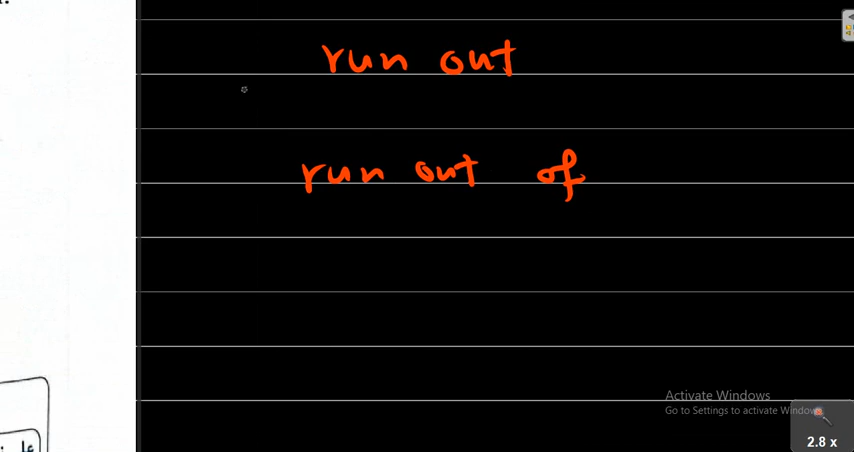 run out
run out of
Activate Windows
Go to Settings to activate Windows
2.8 x